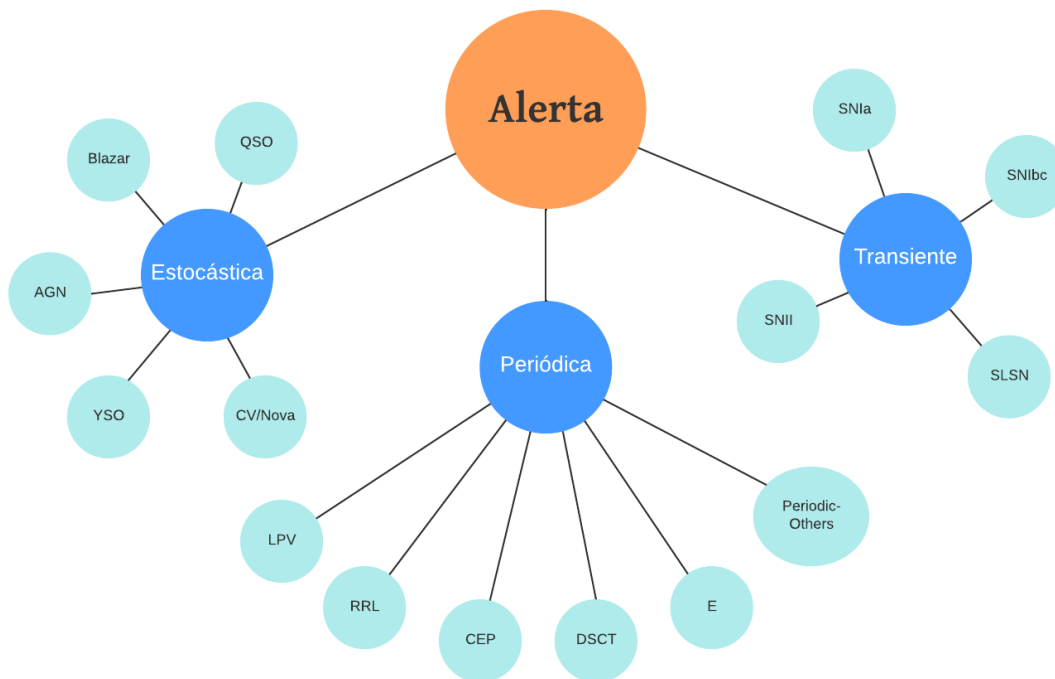 Alerta
Estocástica
QSO
Blazar
AGN
YSO
CV/Nova
Periódica
LPV
RRL
CEP
DSCT
E
Periodic-
Others
Transiente
SNIa
SNIbc
SNII
SLSN